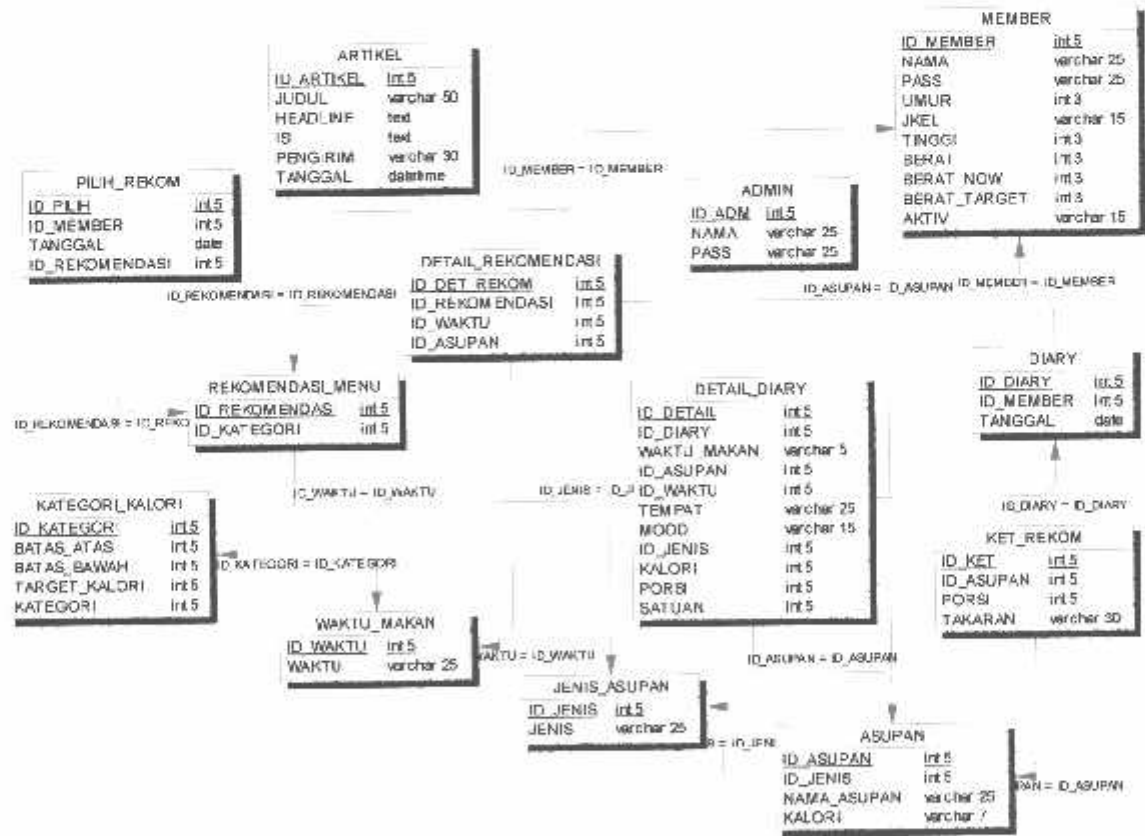 MEMBER
ID_MEMBER int 5
NAMA varchar 25
PASS varchar 25
UMUR int 3
JKEL varchar 15
TINGGI int 3
BERAT int 3
BERAT_NOW int 3
BERAT_TARGET int 3
AKTIV varchar 15
ARTIKEL
ID_ARTIKEL int 5
JUDUL varchar 50
HEADLINE text
IS text
PENGIRIM varchar 30
TANGGAL datetime
ID_MEMBER = ID_MEMBER
PILIH_REKOM
ID_PILIH int 5
ID_MEMBER int 5
TANGGAL date
ID_REKOMENDASI int 5
ADMIN
ID_ADM int 5
NAMA varchar 25
PASS varchar 25
DETAIL_REKOMENDASI
ID_DET_REKOM int 5
ID_REKOMENDASI int 5
ID_WAKTU int 5
ID_ASUPAN int 5
ID_REKOMENDASI = ID_REKOMENDASI
ID_ASUPAN = ID_ASUPAN
ID_MEMBER = ID_MEMBER
REKOMENDASI_MENU
ID_REKOMENDAS int 5
ID_KATEGORI int 5
ID_REKOMENDASI = ID_REKO
DETAIL_DIARY
ID_DETAIL int 5
ID_DIARY int 5
WAKTU_MAKAN varchar 5
ID_ASUPAN int 5
ID_WAKTU int 5
TEMPAT varchar 25
MOOD varchar 15
ID_JENIS int 5
KALORI int 5
PORSI int 5
SATUAN int 5
DIARY
ID_DIARY int 5
ID_MEMBER int 5
TANGGAL date
ID_WAKTU = ID_WAKTU
ID_JENIS =
ID_DIARY = ID_DIARY
KATEGORI_KALORI
ID_KATEGORI int 5
BATAS_ATAS int 5
BATAS_BAWAH int 5
TARGET_KALORI int 5
KATEGORI int 5
ID_KATEGORI = ID_KATEGORI
KET_REKOM
ID_KET int 5
ID_ASUPAN int 5
PORSI int 5
TAKARAN varchar 30
WAKTU_MAKAN
ID_WAKTU int 5
WAKTU varchar 25
WAKTU = ID_WAKTU
ID_ASUPAN = ID_ASUPAN
JENIS_ASUPAN
ID_JENIS int 5
JENIS varchar 25
= ID_JENI
ASUPAN
ID_ASUPAN int 5
ID_JENIS int 5
NAMA_ASUPAN varchar 25
KALORI varchar 7
PAN = ID_ASUPAN